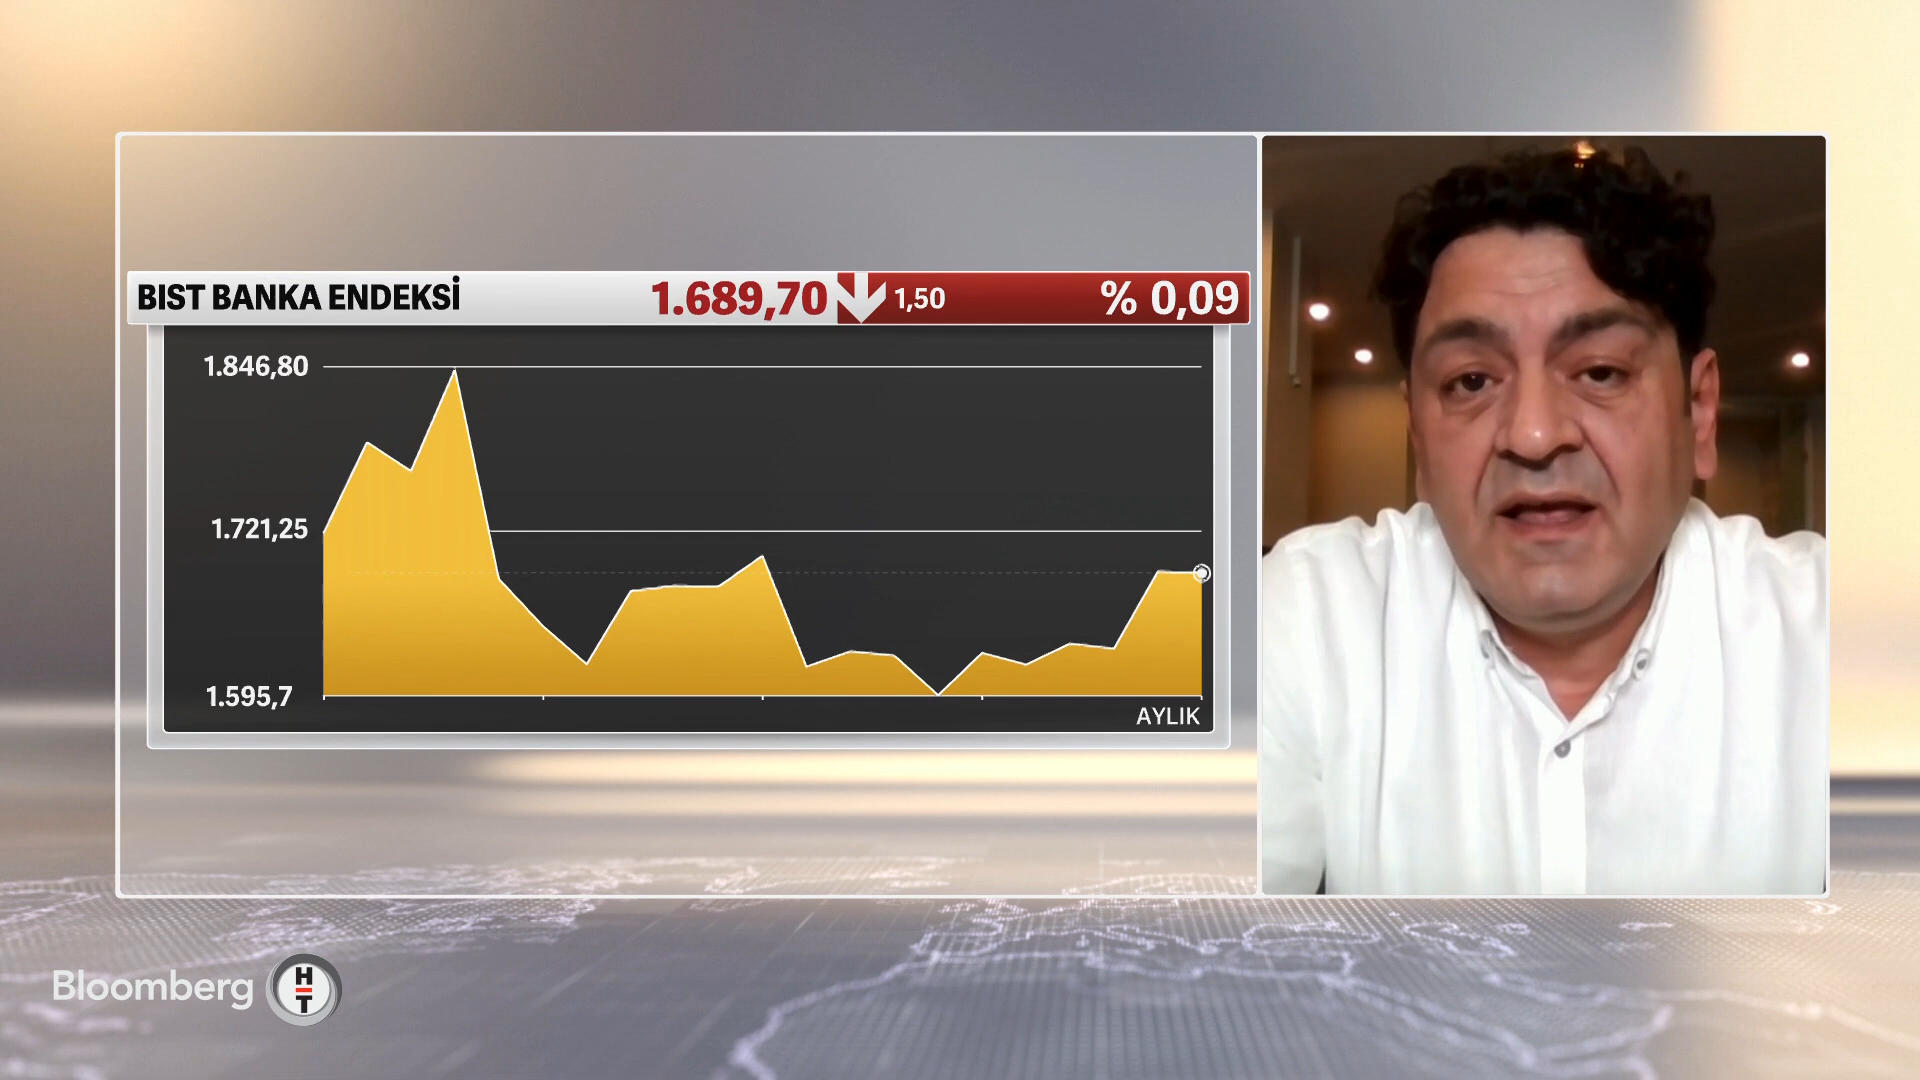 BIST BANKA ENDEKSİ 1.689,70 1,50 % 0,09
1.846,80
1.721,25
1.595,7
AYLIK
Bloomberg HT